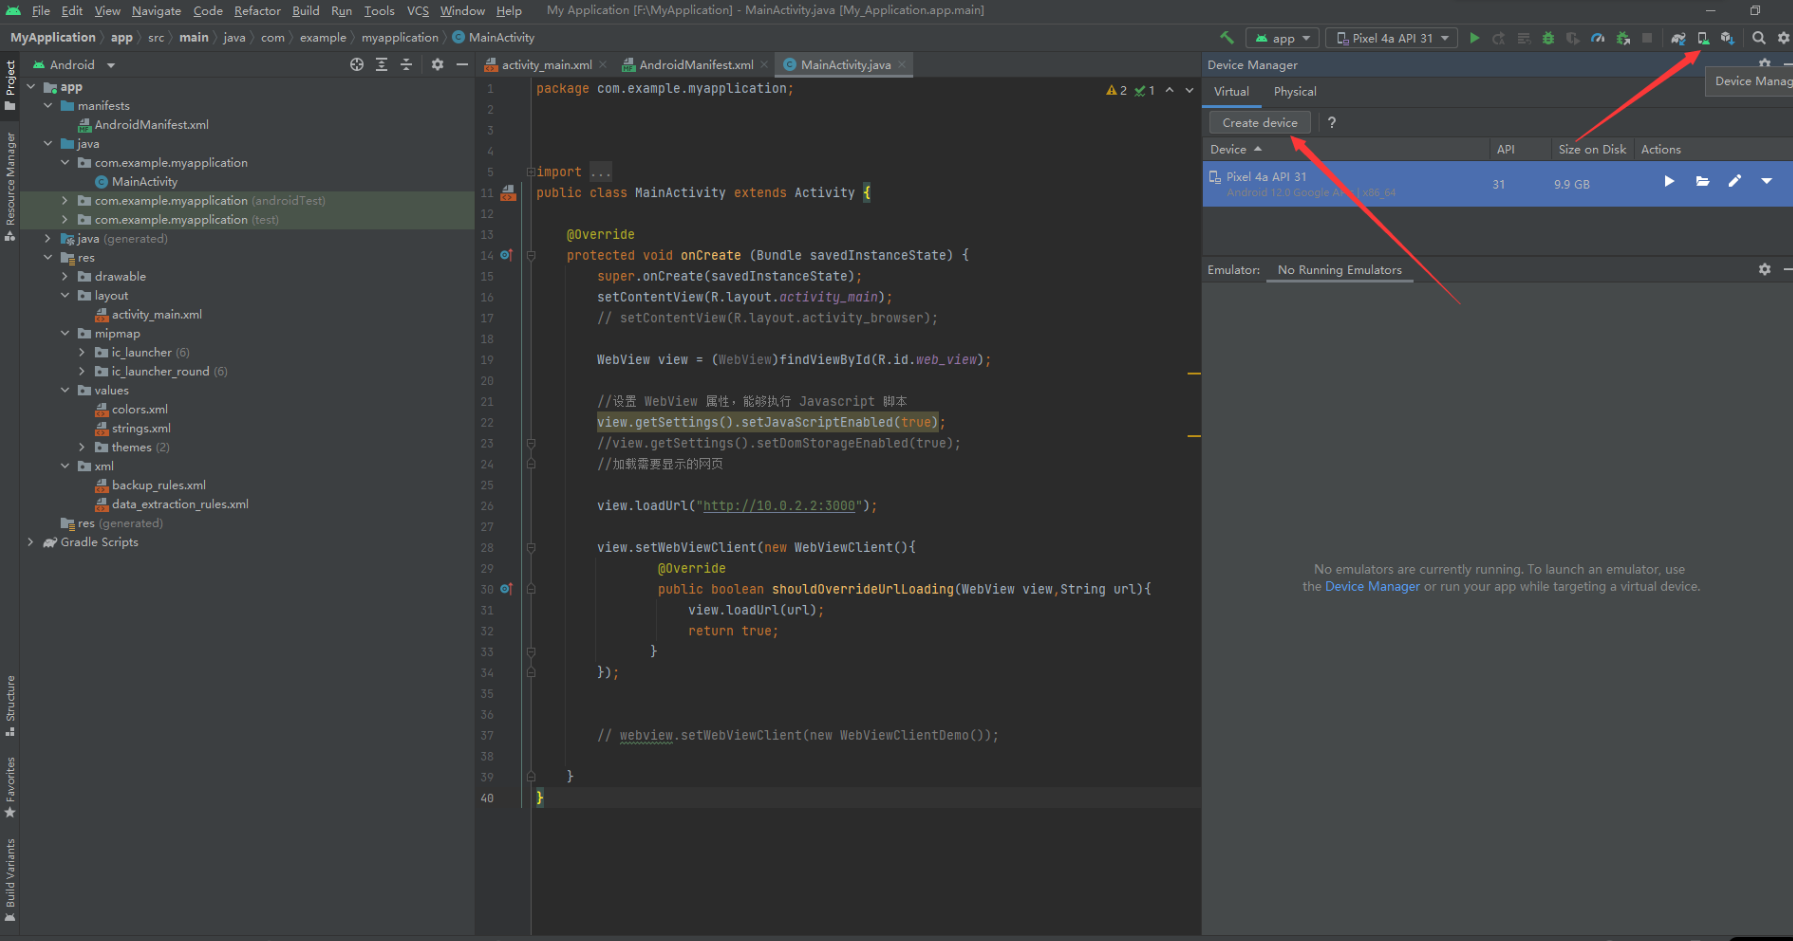 File Edit View Navigate Code Refactor Build Run Tools VCS Window Help My Application [F:\MyApplication] - MainActivity.java [My_Application.app.main]
MyApplication app src main java com example myapplication MainActivity
app Pixel 4a API 31
Project
Resource Manager
Structure
Favorites
Build Variants
Android
app
manifests
AndroidManifest.xml
java
com.example.myapplication
MainActivity
com.example.myapplication (androidTest)
com.example.myapplication (test)
java (generated)
res
drawable
layout
activity_main.xml
mipmap
ic_launcher (6)
ic_launcher_round (6)
values
colors.xml
strings.xml
themes (2)
xml
backup_rules.xml
data_extraction_rules.xml
res (generated)
Gradle Scripts
activity_main.xml AndroidManifest.xml MainActivity.java
2 1
1 package com.example.myapplication;
2
3
4
5 import ...
11 public class MainActivity extends Activity {
12
13 @Override
14 protected void onCreate (Bundle savedInstanceState) {
15 super.onCreate(savedInstanceState);
16 setContentView(R.layout.activity_main);
17 // setContentView(R.layout.activity_browser);
18
19 WebView view = (WebView)findViewById(R.id.web_view);
20
21 //设置 WebView 属性，能够执行 Javascript 脚本
22 view.getSettings().setJavaScriptEnabled(true);
23 //view.getSettings().setDomStorageEnabled(true);
24 //加载需要显示的网页
25
26 view.loadUrl("http://10.0.2.2:3000");
27
28 view.setWebViewClient(new WebViewClient(){
29 @Override
30 public boolean shouldOverrideUrlLoading(WebView view,String url){
31 view.loadUrl(url);
32 return true;
33 }
34 });
35
36
37 // webview.setWebViewClient(new WebViewClientDemo());
38
39 }
40 }
Device Manager
Device Manag
Virtual Physical
Create device ?
Device API Size on Disk Actions
Pixel 4a API 31
Android 12.0 Google | x86_64
31 9.9 GB
Emulator: No Running Emulators
No emulators are currently running. To launch an emulator, use
the Device Manager or run your app while targeting a virtual device.